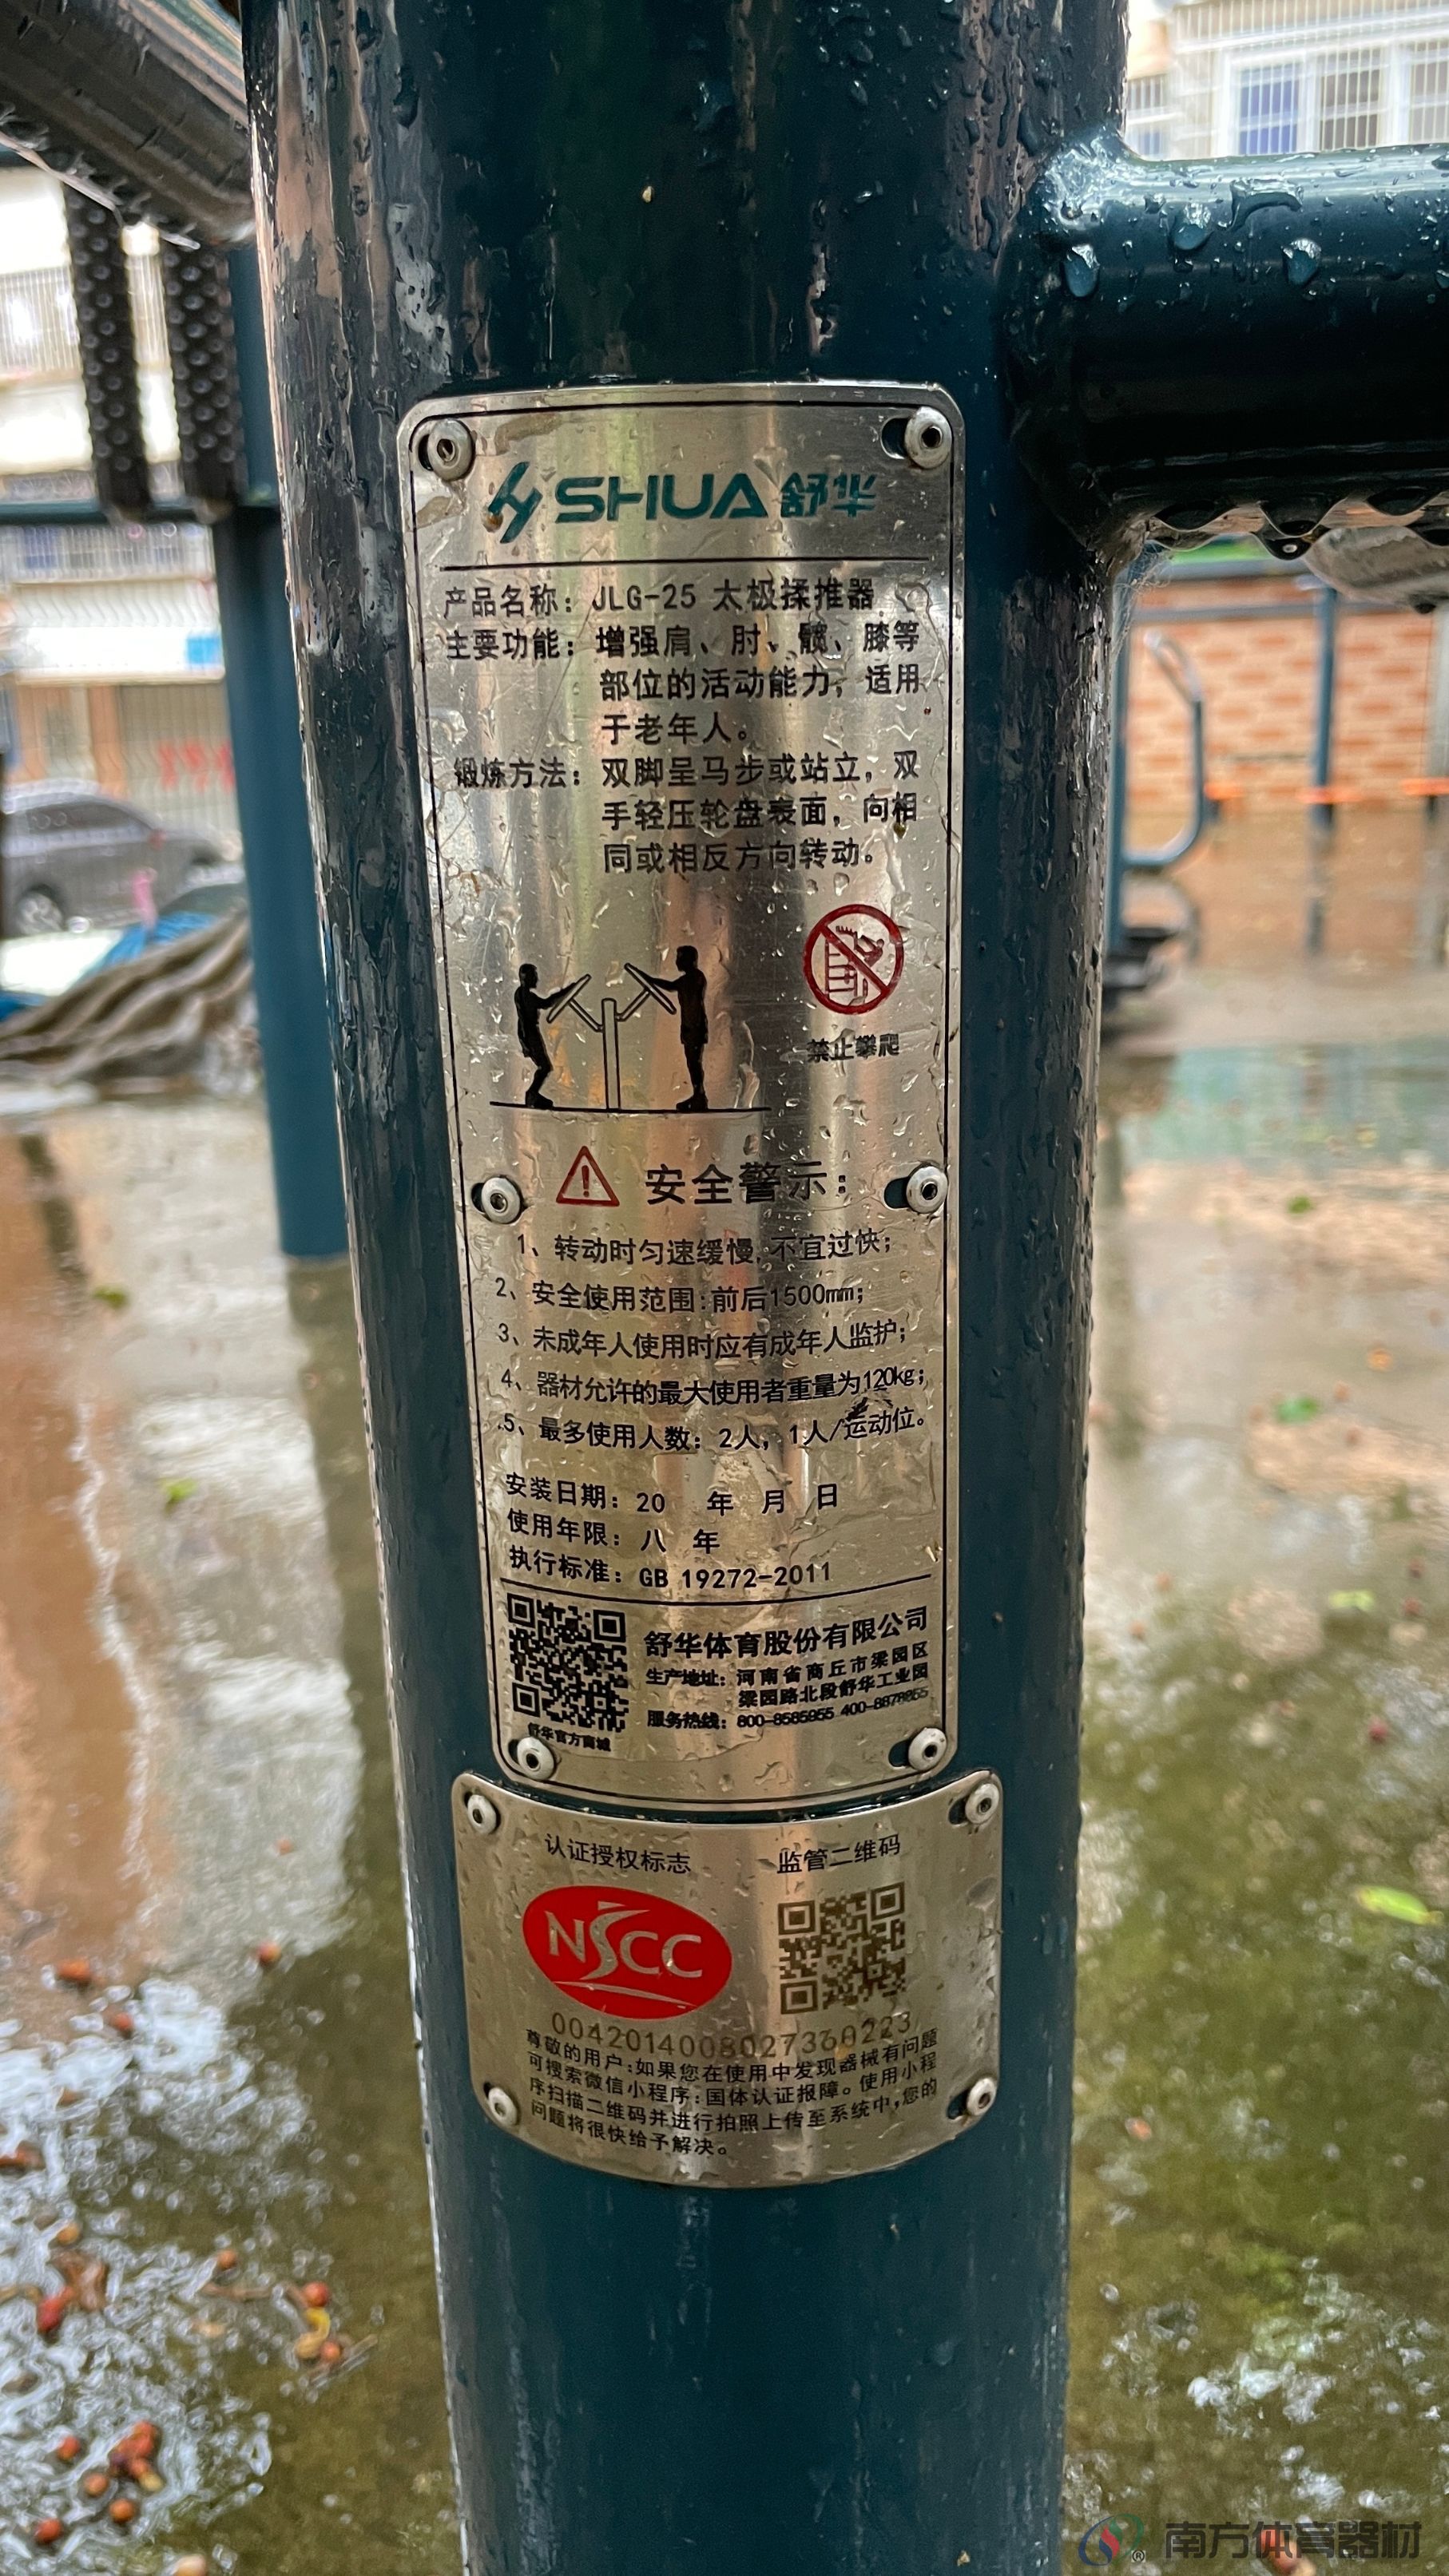 SHUA 舒华
产品名称：JLG-25 太极揉推器
主要功能：增强肩、肘、髋、膝等
部位的活动能力，适用
于老年人。
锻炼方法：双脚呈马步或站立，双
手轻压轮盘表面，向相
同或相反方向转动。
禁止攀爬
安全警示：
1、转动时匀速缓慢,不宜过快；
2、安全使用范围:前后1500mm；
3、未成年人使用时应有成年人监护；
4、器材允许的最大使用者重量为120kg；
5、最多使用人数：2人，1人/运动位。
安装日期：20 年 月 日
使用年限：八 年
执行标准：GB 19272-2011
舒华体育股份有限公司
生产地址：河南省商丘市梁园区
梁园路北段舒华工业园
服务热线：800-8585955 400-8878855
舒华官方商城
认证授权标志 监管二维码
NSCC
0042014008027360223
尊敬的用户:如果您在使用中发现器械有问题
可搜索微信小程序:国体认证报障。使用小程
序扫描二维码并进行拍照上传至系统中,您的
问题将很快给予解决。
南方体育器材